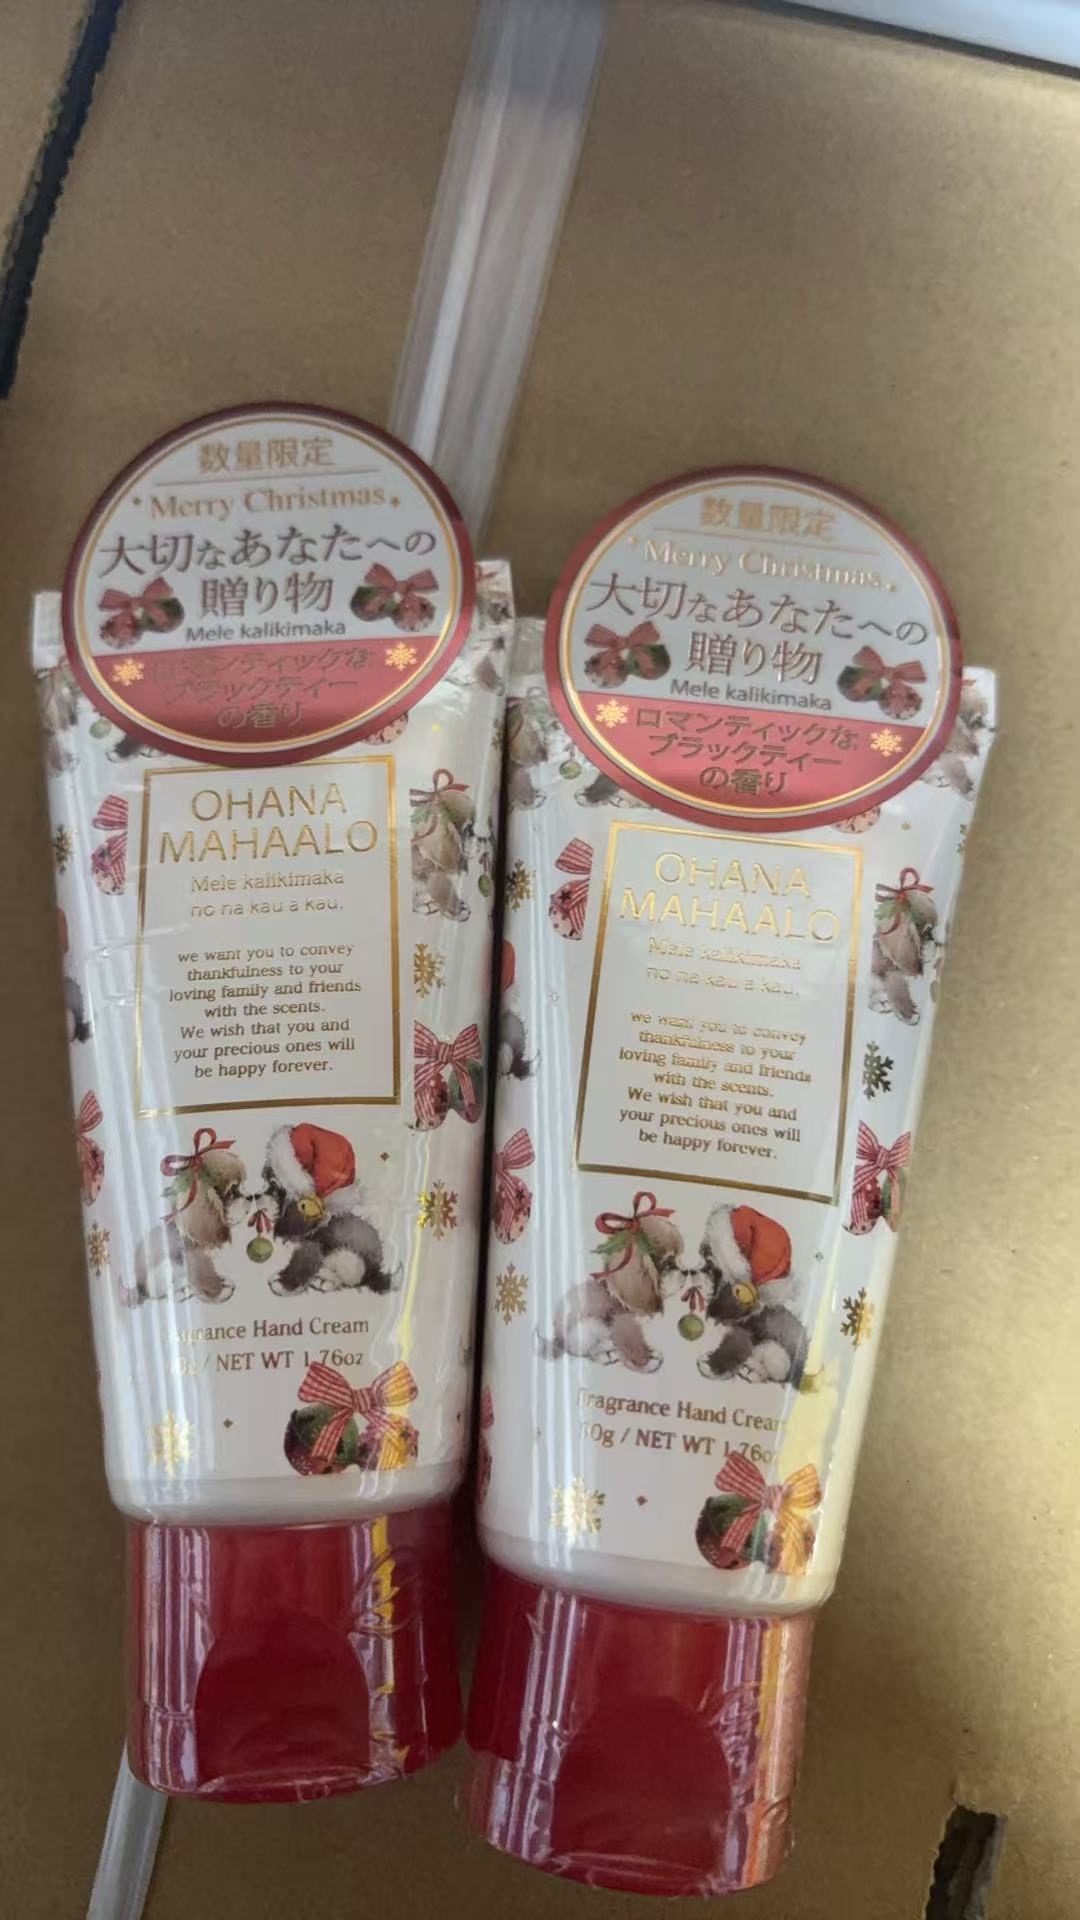 数量限定
Merry Christmas
大切なあなたへの
贈り物
Mele kalikimaka
ロマンティックな
ブラックティー
の香り
OHANA
MAHAALO
Mele kalikimaka
no na kau a kau.
we want you to convey
thankfulness to your
loving family and friends
with the scents.
We wish that you and
your precious ones will
be happy forever.
Fragrance Hand Cream
NET WT 1.76oz
数量限定
Merry Christmas
大切なあなたへの
贈り物
Mele kalikimaka
ロマンティックな
ブラックティー
の香り
OHANA
MAHAALO
Mele kalikimaka
no na kau a kau.
we want you to convey
thankfulness to your
loving family and friends
with the scents.
We wish that you and
your precious ones will
be happy forever.
Fragrance Hand Cream
50g / NET WT 1.76oz